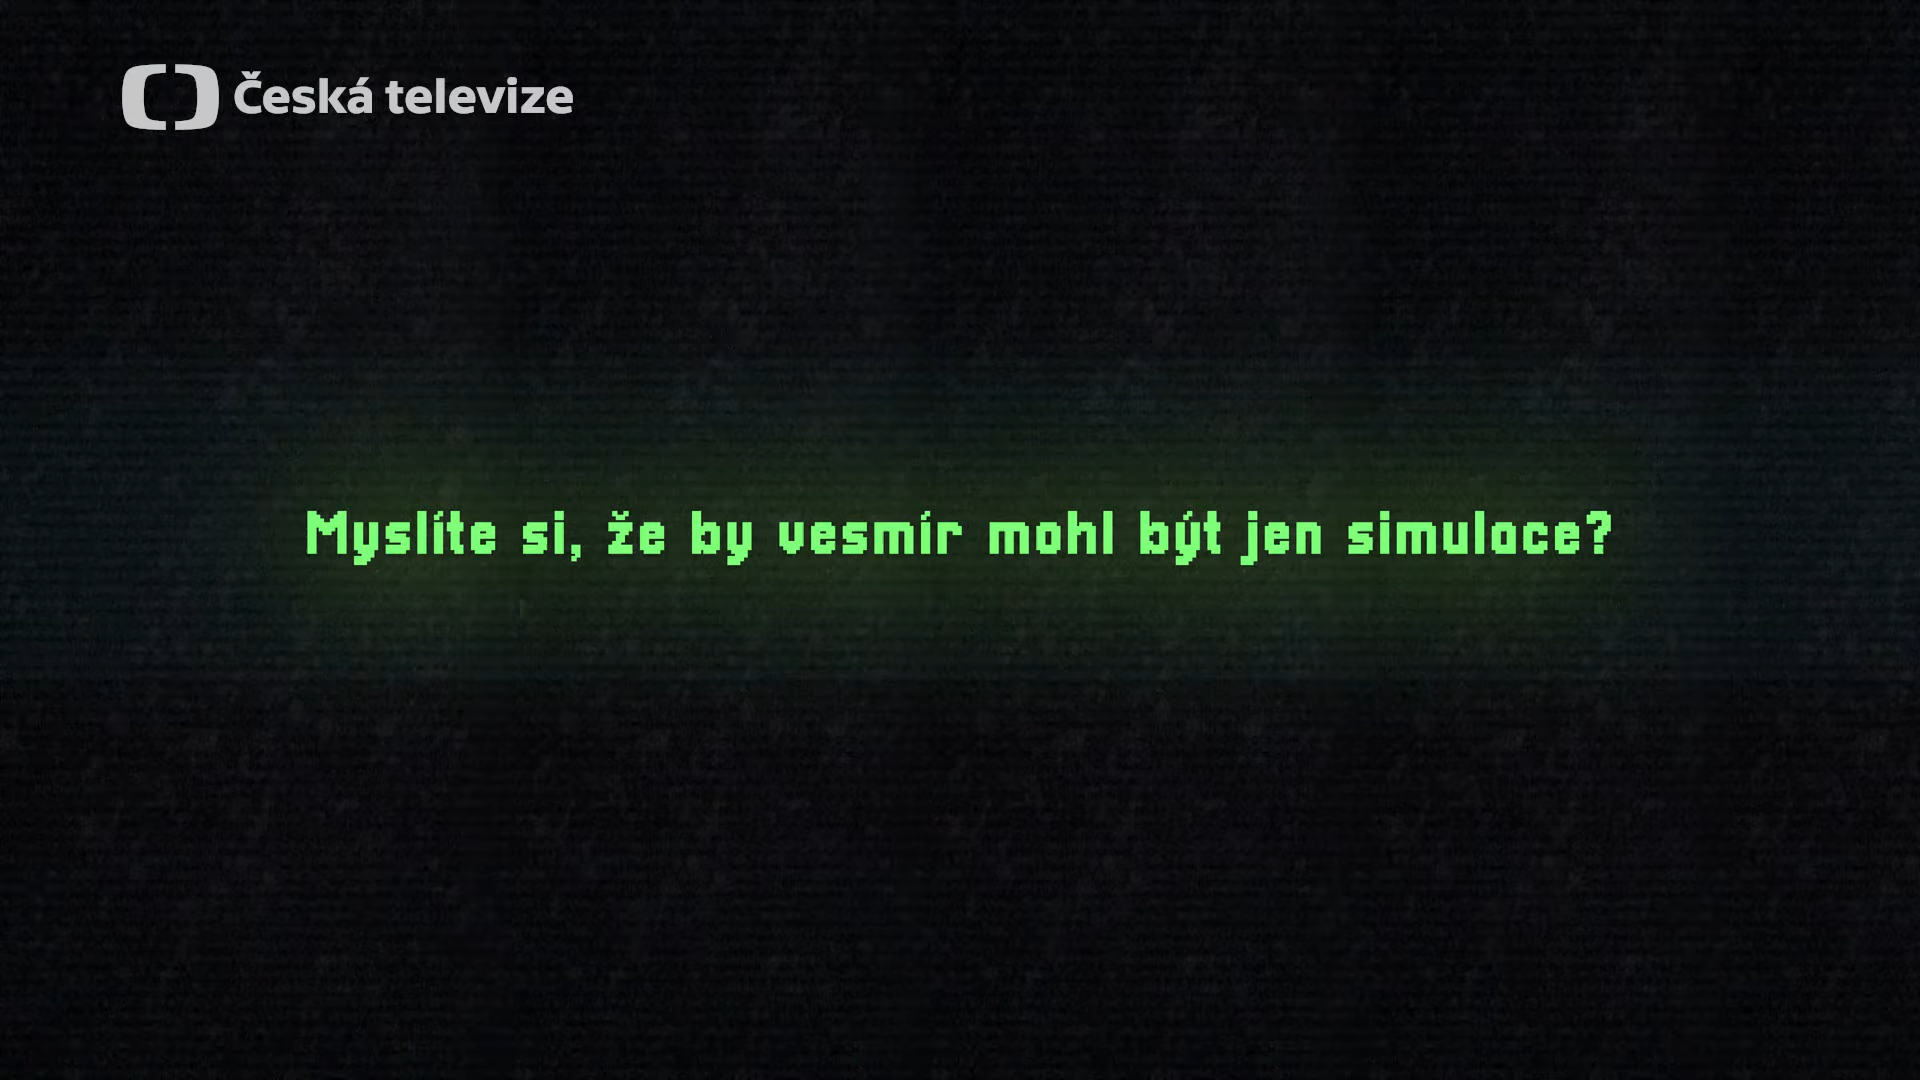 Česká televize
Myslíte si, že by vesmír mohl být jen simulace?